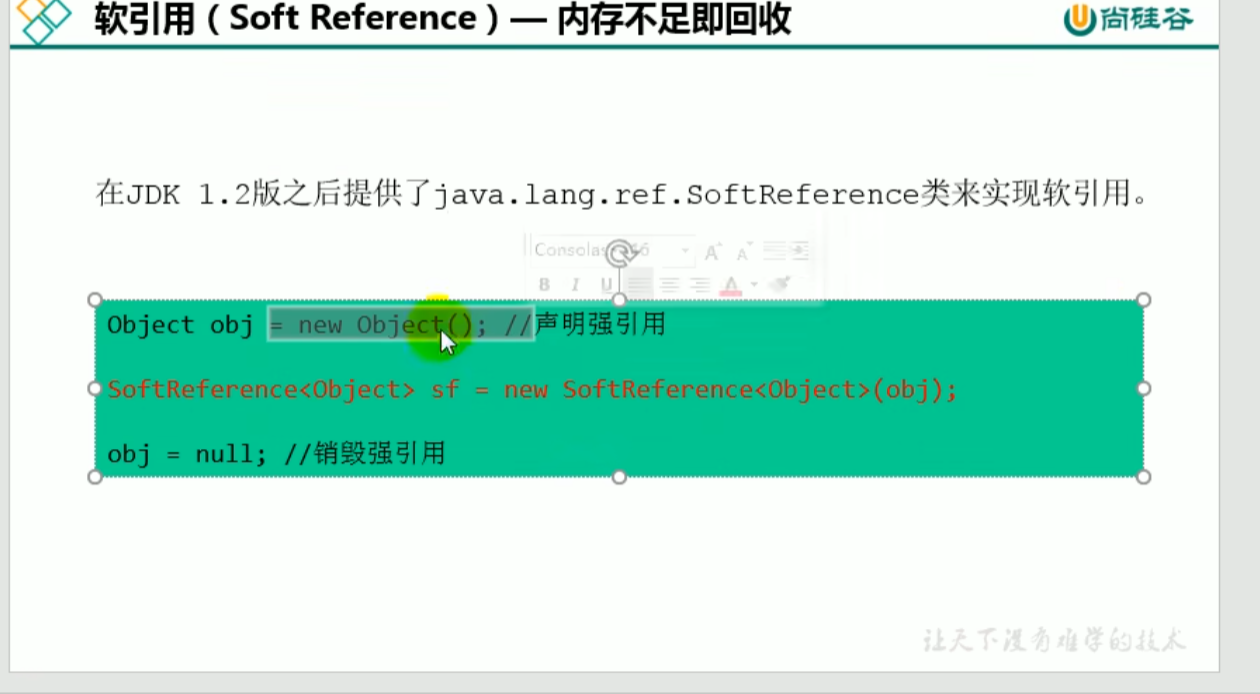 软引用（Soft Reference）— 内存不足即回收
尚硅谷
在JDK 1.2版之后提供了java.lang.ref.SoftReference类来实现软引用。
B I U A
Object obj = new Object(); //声明强引用
SoftReference<Object> sf = new SoftReference<Object>(obj);
obj = null; //销毁强引用
让天下没有难学的技术